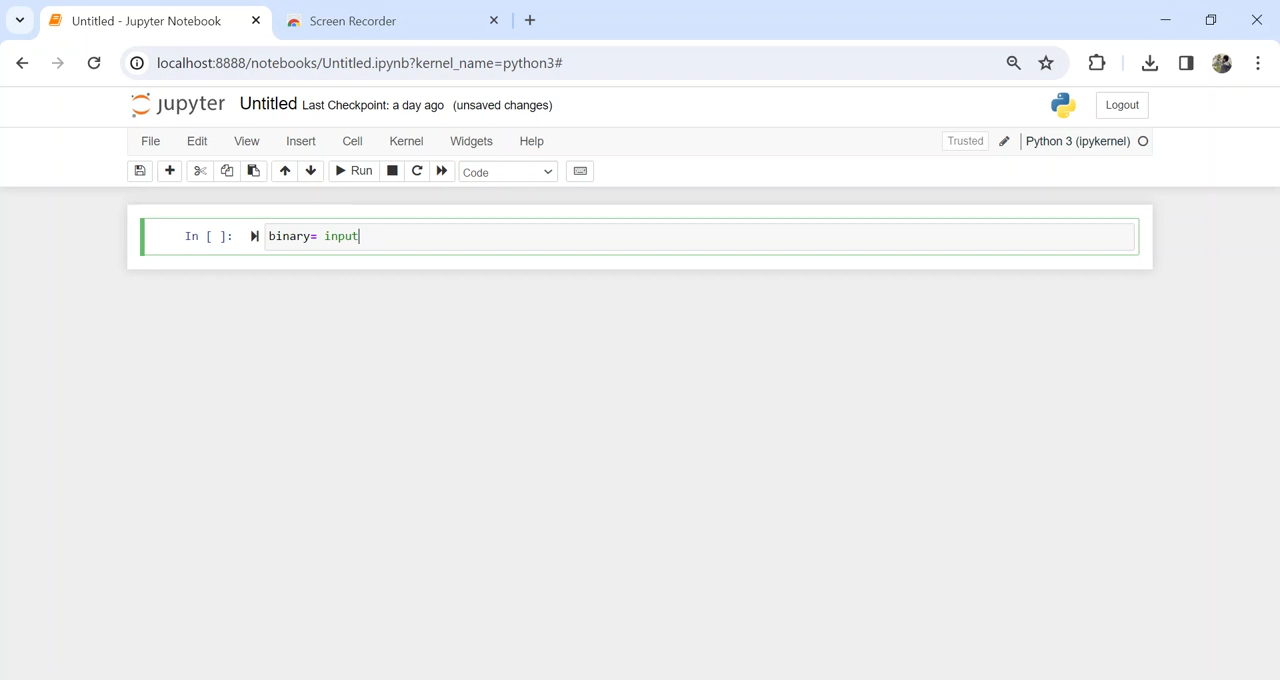 Untitled - Jupyter Notebook
Screen Recorder
localhost:8888/notebooks/Untitled.ipynb?kernel_name=python3#
jupyter Untitled Last Checkpoint: a day ago (unsaved changes)
Logout
File Edit View Insert Cell Kernel Widgets Help
Trusted Python 3 (ipykernel)
Run Code
In [ ]: binary= input